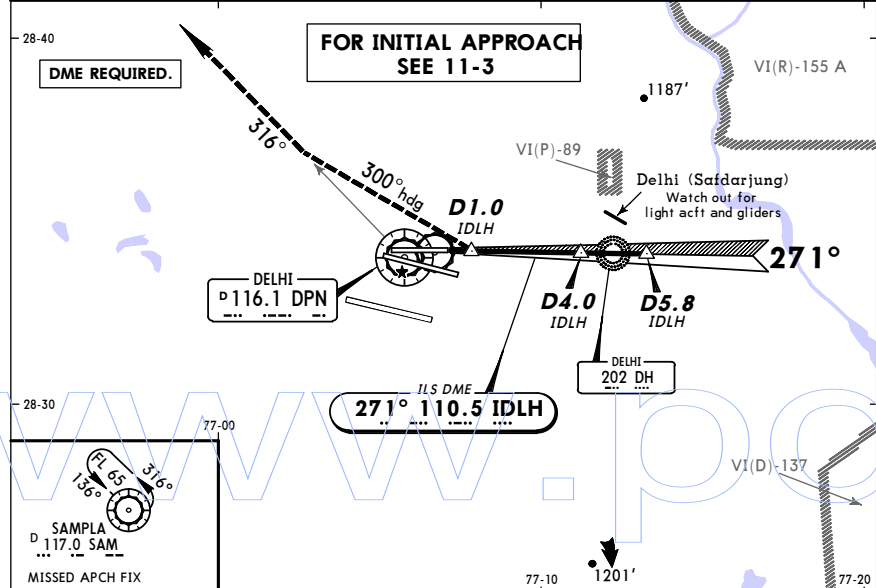 28-40
FOR INITIAL APPROACH
SEE 11-3
DME REQUIRED.
VI(R)-155 A
1187'
316°
VI(P)-89
300° hdg
Delhi (Safdarjung)
Watch out for
light acft and gliders
D1.0
IDLH
271°
DELHI
D 116.1 DPN
D4.0
IDLH
D5.8
IDLH
DELHI
202 DH
ILS DME
271° 110.5 IDLH
28-30
77-00
www.po
VI(D)-137
FL 65
316°
136°
SAMPLA
D 117.0 SAM
MISSED APCH FIX
77-10
1201'
77-20